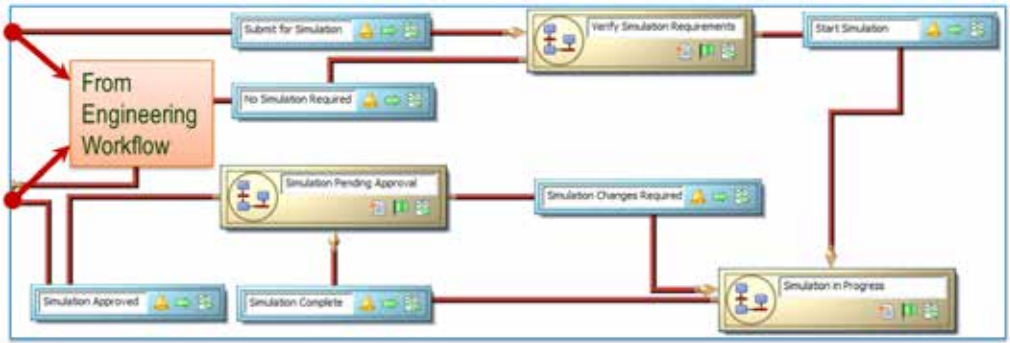 Submit for Simulation
Verify Simulation Requirements
Start Simulation
From
Engineering
Workflow
No Simulation Required
Simulation Pending Approval
Simulation Changes Required
Simulation Approved
Simulation Complete
Simulation in Progress